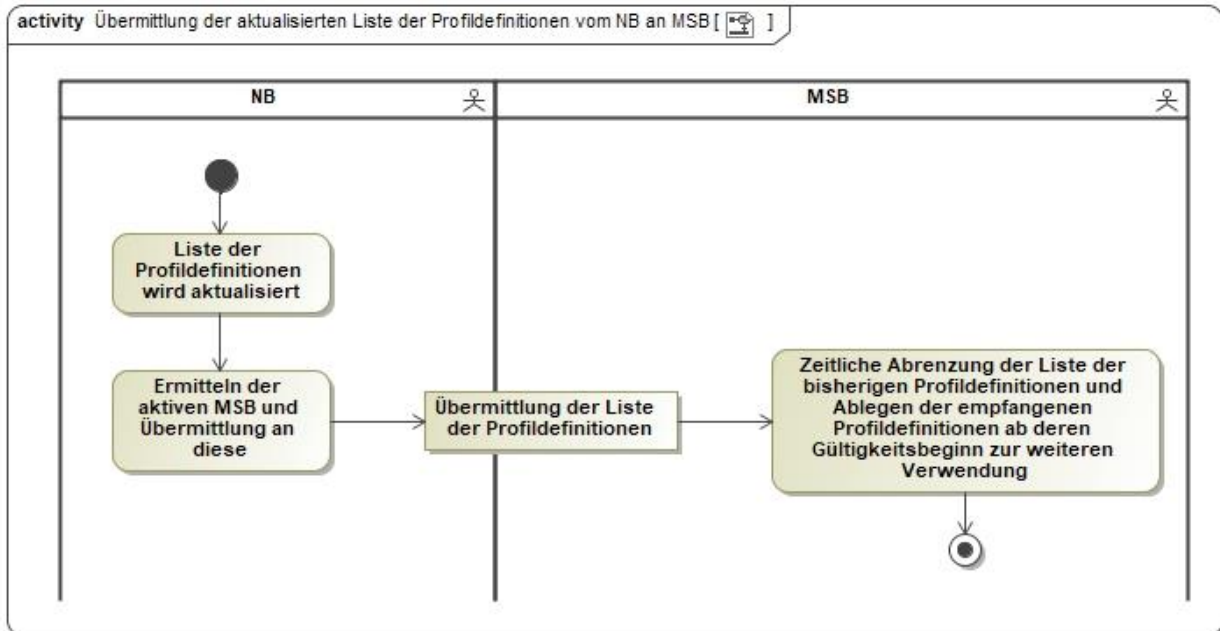 activity Übermittlung der aktualisierten Liste der Profildefinitionen vom NB an MSB [ ]
NB
MSB
Liste der
Profildefinitionen
wird aktualisiert
Ermitteln der
aktiven MSB und
Übermittlung an
diese
Übermittlung der Liste
der Profildefinitionen
Zeitliche Abrenzung der Liste der
bisherigen Profildefinitionen und
Ablegen der empfangenen
Profildefinitionen ab deren
Gültigkeitsbeginn zur weiteren
Verwendung